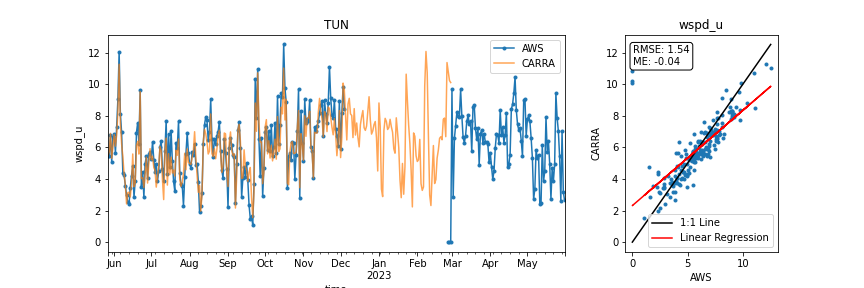 TUN
wspd_u
12
10
8
6
4
2
0
wspd_u
AWS
CARRA
Jun
Jul
Aug
Sep
Oct
Nov
Dec
Jan
Feb
Mar
Apr
May
2023
time
wspd_u
RMSE: 1.54
ME: -0.04
12
10
8
6
4
2
0
CARRA
1:1 Line
Linear Regression
0
5
10
AWS